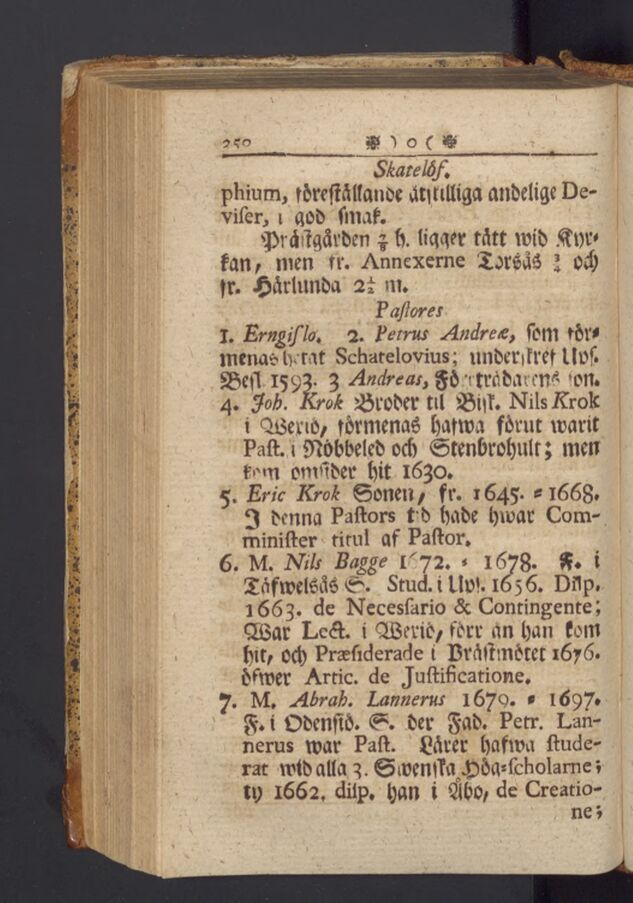 250 ) o (
Skatelöf.
phium, föreställande åtskilliga andelige De-
viser, i god smak.
Prästgården 7/8 h. ligger tätt wid Kyr-
kan, men fr. Annexerne Torsås 3/4 och
fr. Härlunda 2 1/2 m.
Pastores
1. Erngislo. 2. Petrus Andreæ, som för-
menas hetat Schatelovius; underskref Ups.
Besl. 1593. 3 Andreas, Företrädarens son.
4. Joh. Krok Broder til Bisk. Nils Krok
i Wexiö, förmenas hafwa förut warit
Past. i Nöbbeled och Stenbrohult; men
kom omsider hit 1630.
5. Eric Krok Sonen, fr. 1645. - 1668.
I denna Pastors tid hade hwar Com-
minister titul af Pastor.
6. M. Nils Bagge 1672. - 1678. F. i
Täfwelsås S. Stud. i Ups. 1656. Disp.
1663. de Necessario & Contingente;
War Lect. i Wexiö, förr än han kom
hit, och Præsiderade i Prästmötet 1676.
öfwer Artic. de Justificatione.
7. M. Abrah. Lannerus 1679. - 1697.
F. i Odensjö. S. der Fad. Petr. Lan-
nerus war Past. Lärer hafwa stude-
rat wid alla 3. Swenska Hög-scholarne;
ty 1662. disp. han i Åbo, de Creatio-
ne;